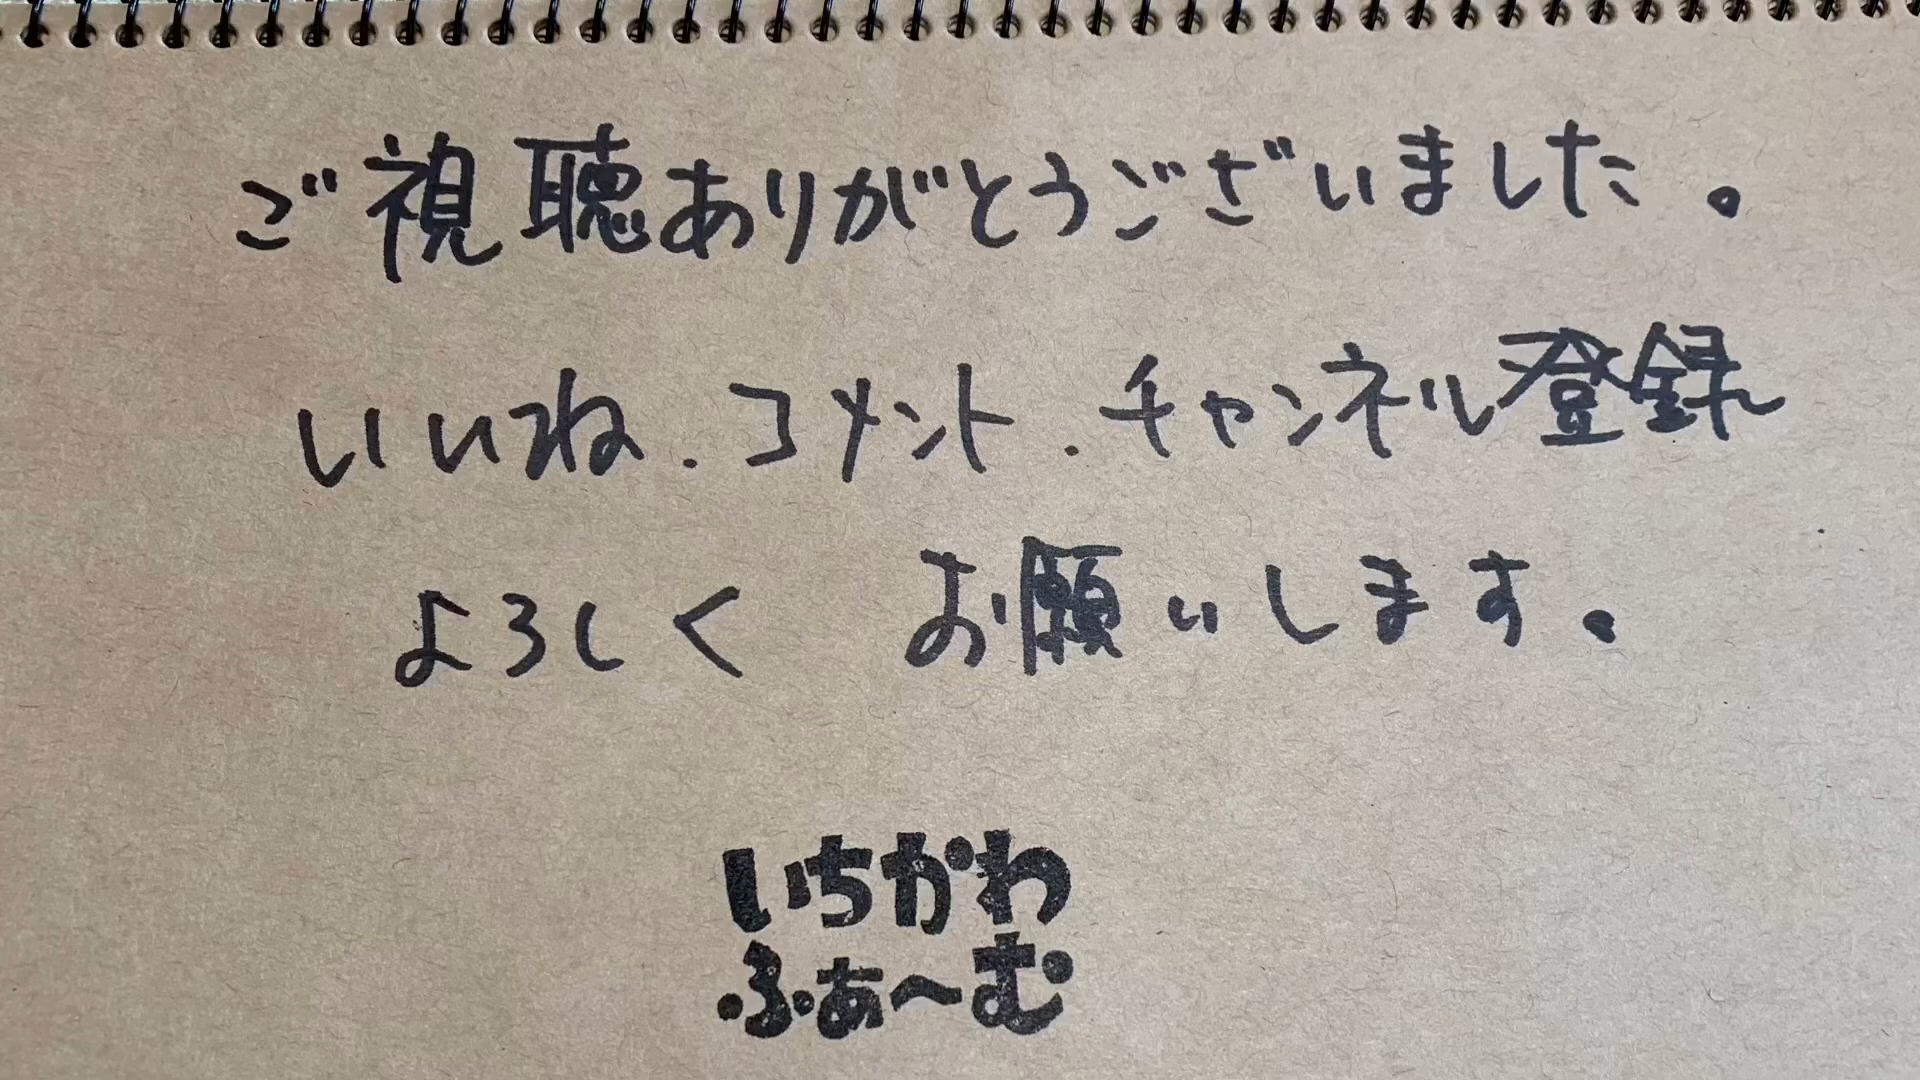 ご視聴ありがとうございました。
いいね.コメント.チャンネル登録
よろしく お願いします。
いちかわ
ふぁ〜む